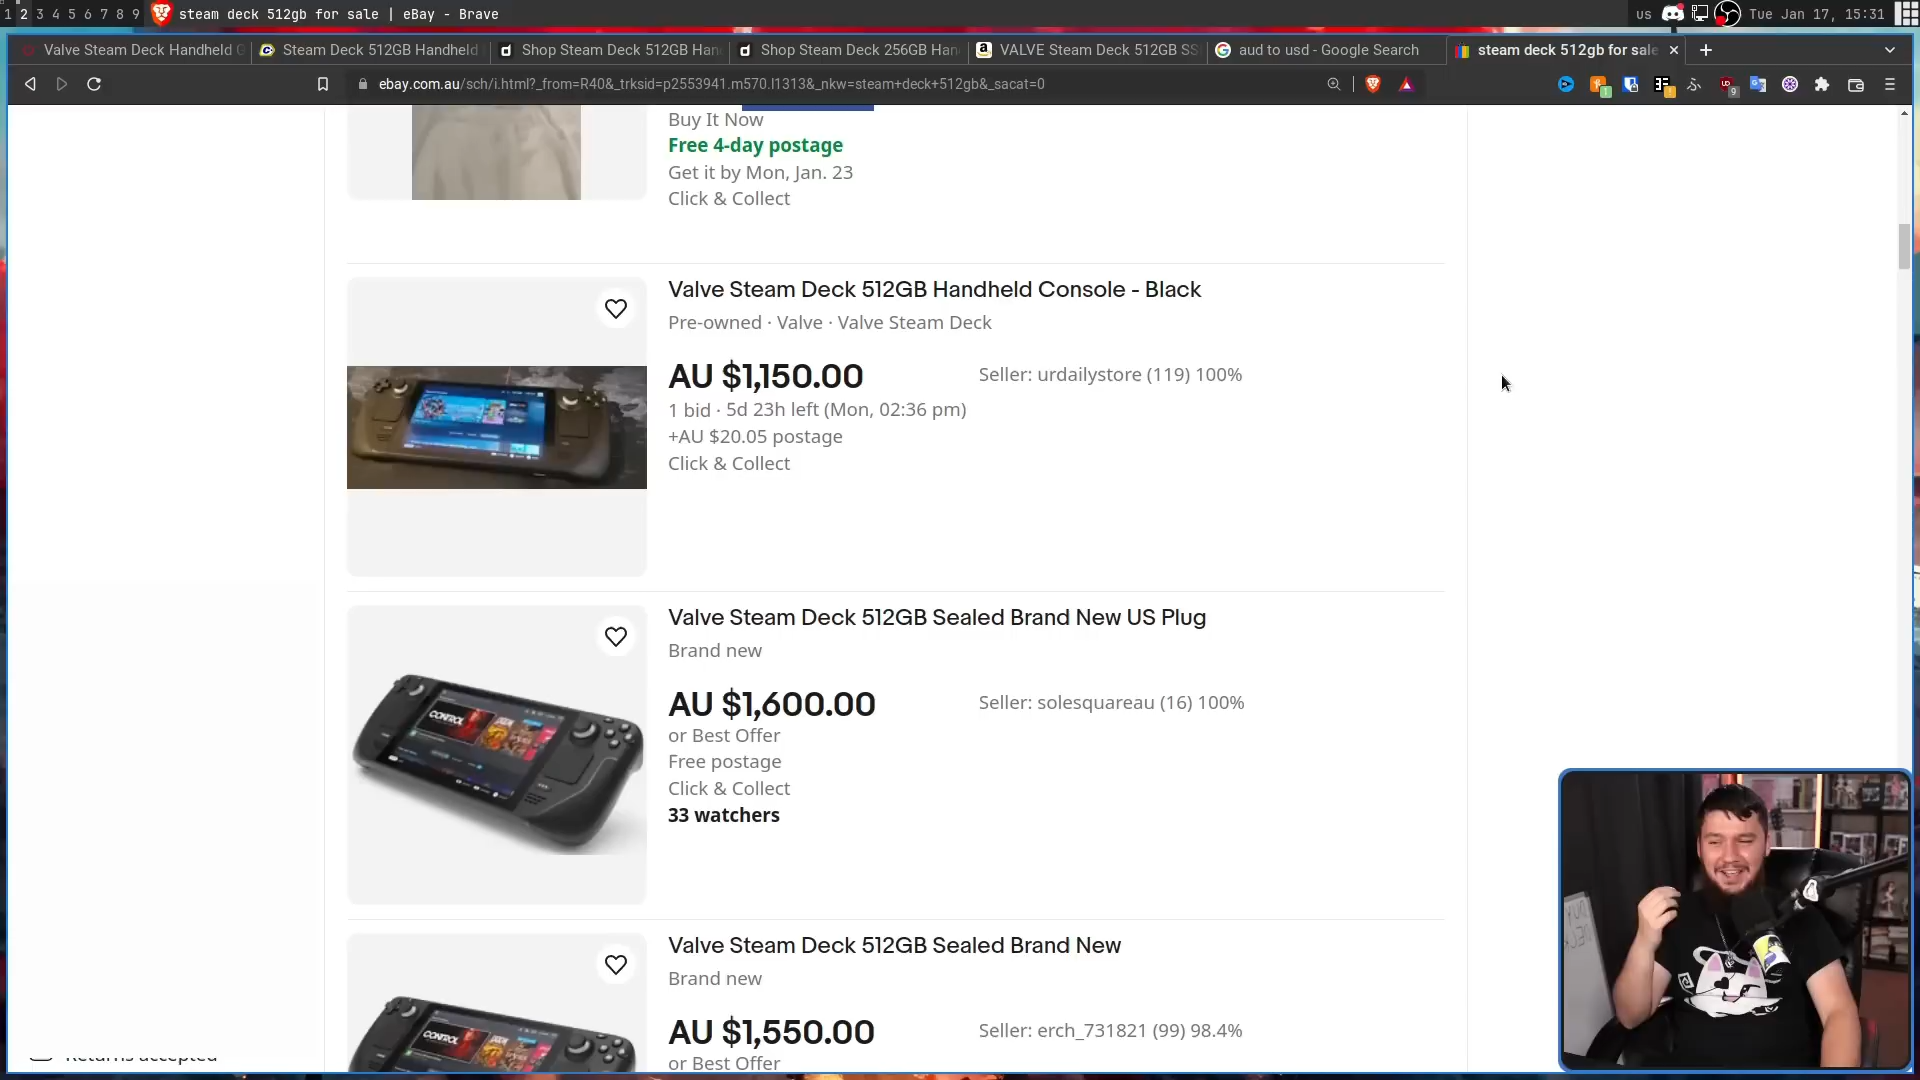 1 2 3 4 5 6 7 8 9 steam deck 512gb for sale | eBay - Brave us Tue Jan 17, 15:31
Valve Steam Deck Handheld Steam Deck 512GB Handheld Shop Steam Deck 512GB Han Shop Steam Deck 256GB Han VALVE Steam Deck 512GB SS aud to usd - Google Search steam deck 512gb for sale
ebay.com.au/sch/i.html?_from=R40&_trksid=p2553941.m570.l1313&_nkw=steam+deck+512gb&_sacat=0
Buy It Now
Free 4-day postage
Get it by Mon, Jan. 23
Click & Collect
Valve Steam Deck 512GB Handheld Console - Black
Pre-owned · Valve · Valve Steam Deck
AU $1,150.00 Seller: urdailystore (119) 100%
1 bid · 5d 23h left (Mon, 02:36 pm)
+AU $20.05 postage
Click & Collect
Valve Steam Deck 512GB Sealed Brand New US Plug
Brand new
AU $1,600.00 Seller: solesquareau (16) 100%
or Best Offer
Free postage
Click & Collect
33 watchers
CONTROL
Valve Steam Deck 512GB Sealed Brand New
Brand new
AU $1,550.00 Seller: erch_731821 (99) 98.4%
or Best Offer
CONTROL
Returns accepted